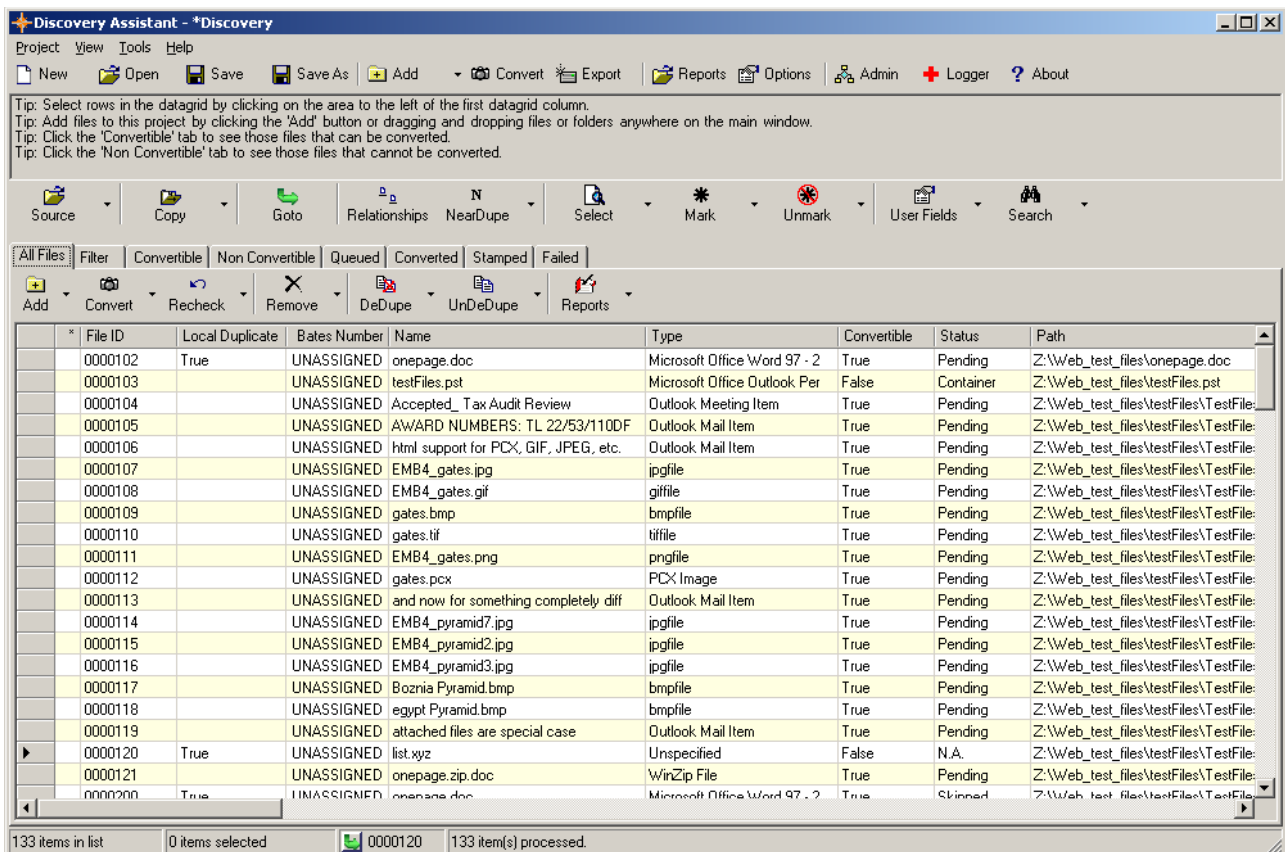 Discovery Assistant - *Discovery
Project View Tools Help
New Open Save Save As Add Convert Export Reports Options Admin Logger About
Tip: Select rows in the datagrid by clicking on the area to the left of the first datagrid column.
Tip: Add files to this project by clicking the 'Add' button or dragging and dropping files or folders anywhere on the main window.
Tip: Click the 'Convertible' tab to see those files that can be converted.
Tip: Click the 'Non Convertible' tab to see those files that cannot be converted.
Source Copy Goto Relationships NearDupe Select Mark Unmark User Fields Search
All Files Filter Convertible Non Convertible Queued Converted Stamped Failed
Add Convert Recheck Remove DeDupe UnDeDupe Reports
* File ID Local Duplicate Bates Number Name Type Convertible Status Path
0000102 True UNASSIGNED onepage.doc Microsoft Office Word 97 - 2 True Pending Z:\Web_test_files\onepage.doc
0000103 UNASSIGNED testFiles.pst Microsoft Office Outlook Per False Container Z:\Web_test_files\testFiles.pst
0000104 UNASSIGNED Accepted_ Tax Audit Review Outlook Meeting Item True Pending Z:\Web_test_files\testFiles\TestFile
0000105 UNASSIGNED AWARD NUMBERS: TL 22/53/110DF Outlook Mail Item True Pending Z:\Web_test_files\testFiles\TestFile
0000106 UNASSIGNED html support for PCX, GIF, JPEG, etc. Outlook Mail Item True Pending Z:\Web_test_files\testFiles\TestFile
0000107 UNASSIGNED EMB4_gates.jpg jpgfile True Pending Z:\Web_test_files\testFiles\TestFile
0000108 UNASSIGNED EMB4_gates.gif giffile True Pending Z:\Web_test_files\testFiles\TestFile
0000109 UNASSIGNED gates.bmp bmpfile True Pending Z:\Web_test_files\testFiles\TestFile
0000110 UNASSIGNED gates.tif tiffile True Pending Z:\Web_test_files\testFiles\TestFile
0000111 UNASSIGNED EMB4_gates.png pngfile True Pending Z:\Web_test_files\testFiles\TestFile
0000112 UNASSIGNED gates.pcx PCX Image True Pending Z:\Web_test_files\testFiles\TestFile
0000113 UNASSIGNED and now for something completely diff Outlook Mail Item True Pending Z:\Web_test_files\testFiles\TestFile
0000114 UNASSIGNED EMB4_pyramid7.jpg jpgfile True Pending Z:\Web_test_files\testFiles\TestFile
0000115 UNASSIGNED EMB4_pyramid2.jpg jpgfile True Pending Z:\Web_test_files\testFiles\TestFile
0000116 UNASSIGNED EMB4_pyramid3.jpg jpgfile True Pending Z:\Web_test_files\testFiles\TestFile
0000117 UNASSIGNED Boznia Pyramid.bmp bmpfile True Pending Z:\Web_test_files\testFiles\TestFile
0000118 UNASSIGNED egypt Pyramid.bmp bmpfile True Pending Z:\Web_test_files\testFiles\TestFile
0000119 UNASSIGNED attached files are special case Outlook Mail Item True Pending Z:\Web_test_files\testFiles\TestFile
0000120 True UNASSIGNED list.xyz Unspecified False N.A. Z:\Web_test_files\testFiles\TestFile
0000121 UNASSIGNED onepage.zip.doc WinZip File True Pending Z:\Web_test_files\testFiles\TestFile
0000200 True UNASSIGNED onepage.doc Microsoft Office Word 97 - 2 True Skipped Z:\Web_test_files\testFiles\TestFile
133 items in list 0 items selected 0000120 133 item(s) processed.